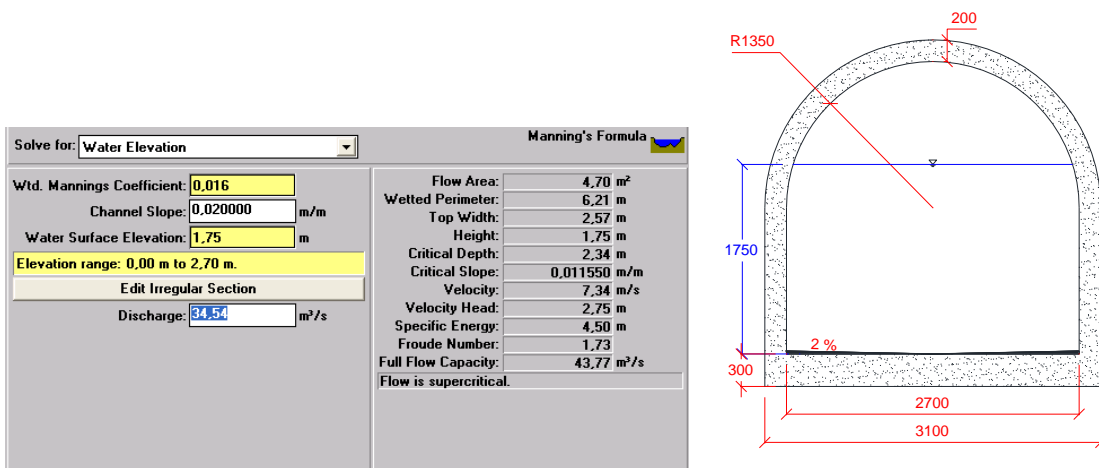 Solve for: Water Elevation
Manning's Formula
Wtd. Mannings Coefficient: 0,016
Channel Slope: 0,020000 m/m
Water Surface Elevation: 1,75 m
Elevation range: 0,00 m to 2,70 m.
Edit Irregular Section
Discharge: 34,54 m³/s
Flow Area: 4,70 m²
Wetted Perimeter: 6,21 m
Top Width: 2,57 m
Height: 1,75 m
Critical Depth: 2,34 m
Critical Slope: 0,011550 m/m
Velocity: 7,34 m/s
Velocity Head: 2,75 m
Specific Energy: 4,50 m
Froude Number: 1,73
Full Flow Capacity: 43,77 m³/s
Flow is supercritical.
200
R1350
1750
2 %
300
2700
3100